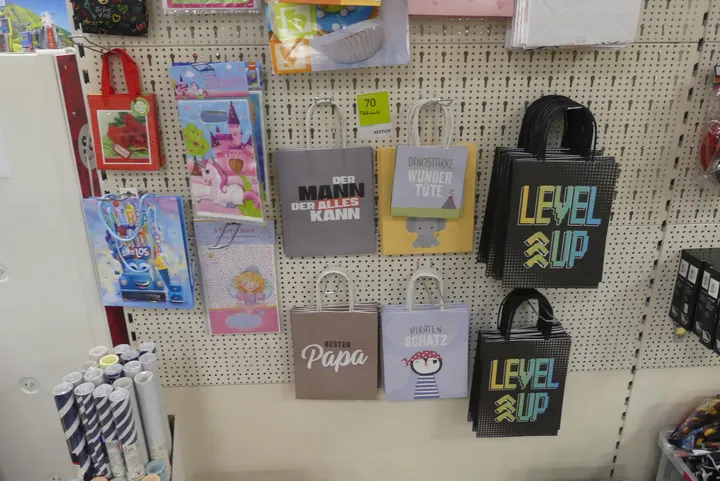 70
DER
MANN
DER ALLES
KANN
DINOSTARKE
WUNDER
TÜTE
LEVEL
UP
BESTER
Papa
PIRATEN
SCHATZ
LEVEL
UP